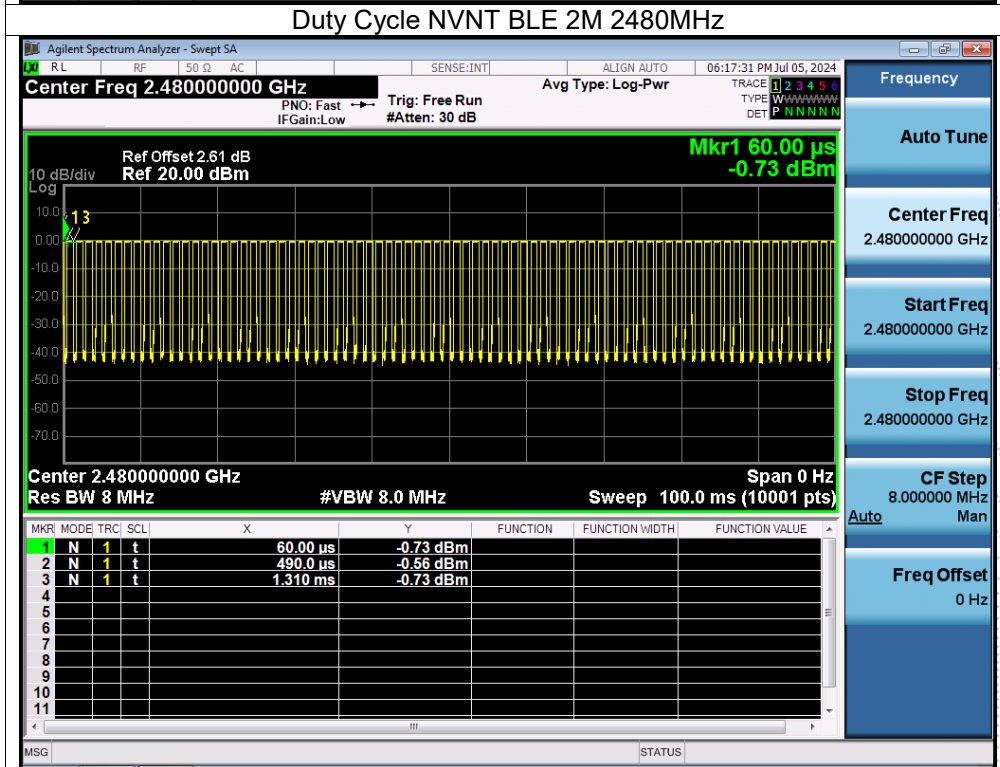 Duty Cycle NVNT BLE 2M 2480MHz
Agilent Spectrum Analyzer - Swept SA
LXI RL RF 50 Ω AC SENSE:INT ALIGN AUTO 06:17:31 PM Jul 05, 2024
Center Freq 2.480000000 GHz
PNO: Fast
IFGain:Low
Trig: Free Run
#Atten: 30 dB
Avg Type: Log-Pwr
TRACE 1 2 3 4 5 6
TYPE WWWWWW
DET P N N N N N
Ref Offset 2.61 dB
10 dB/div Ref 20.00 dBm
Log
Mkr1 60.00 µs
-0.73 dBm
10.0
0.00
-10.0
-20.0
-30.0
-40.0
-50.0
-60.0
-70.0
1 3
Center 2.480000000 GHz Span 0 Hz
Res BW 8 MHz #VBW 8.0 MHz Sweep 100.0 ms (10001 pts)
MKR MODE TRC SCL X Y FUNCTION FUNCTION WIDTH FUNCTION VALUE
1 N 1 t 60.00 µs -0.73 dBm
2 N 1 t 490.0 µs -0.56 dBm
3 N 1 t 1.310 ms -0.73 dBm
4
5
6
7
8
9
10
11
MSG STATUS
Frequency
Auto Tune
Center Freq
2.480000000 GHz
Start Freq
2.480000000 GHz
Stop Freq
2.480000000 GHz
CF Step
8.000000 MHz
Auto Man
Freq Offset
0 Hz